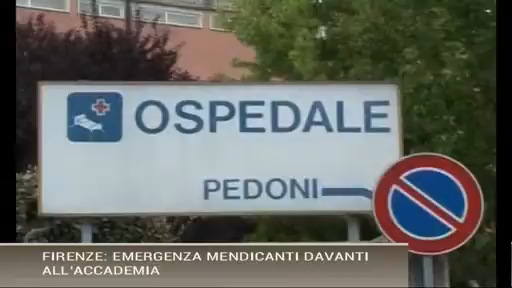 OSPEDALE
PEDONI
FIRENZE: EMERGENZA MENDICANTI DAVANTI
ALL'ACCADEMIA